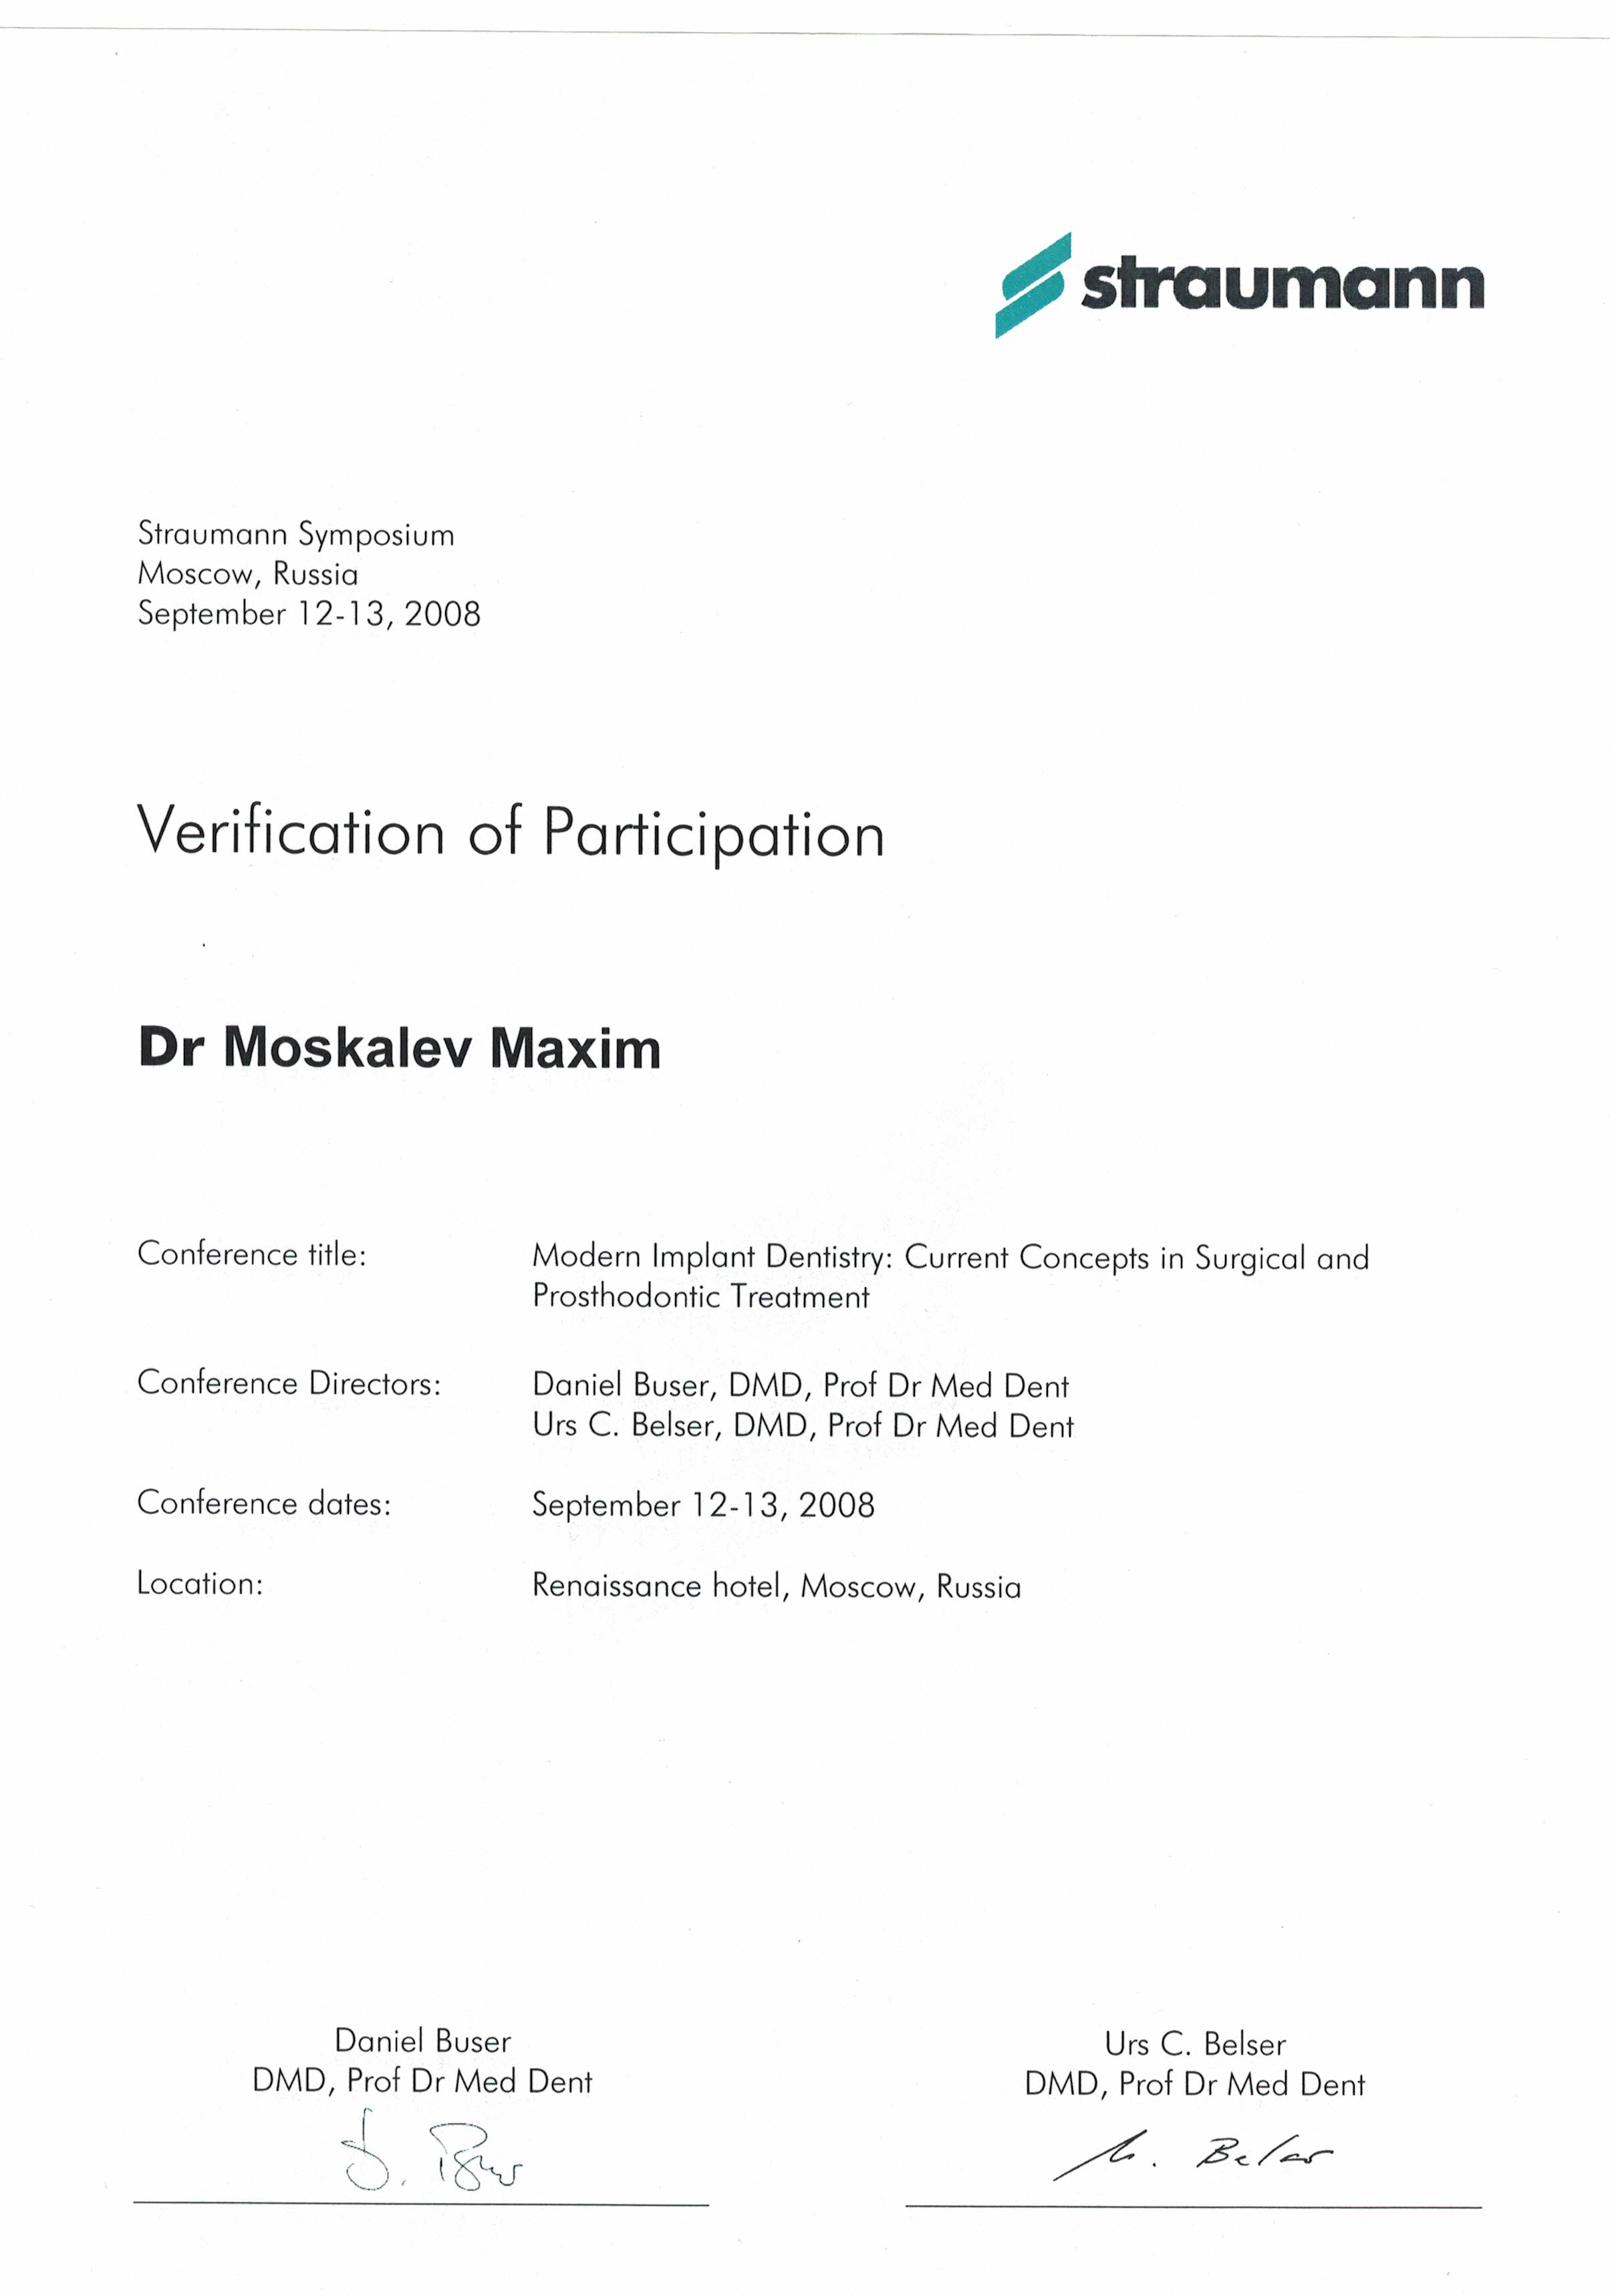 straumann
Straumann Symposium
Moscow, Russia
September 12-13, 2008
Verification of Participation
Dr Moskalev Maxim
Conference title: Modern Implant Dentistry: Current Concepts in Surgical and
Prosthodontic Treatment
Conference Directors: Daniel Buser, DMD, Prof Dr Med Dent
Urs C. Belser, DMD, Prof Dr Med Dent
Conference dates: September 12-13, 2008
Location: Renaissance hotel, Moscow, Russia
Daniel Buser
DMD, Prof Dr Med Dent
Urs C. Belser
DMD, Prof Dr Med Dent